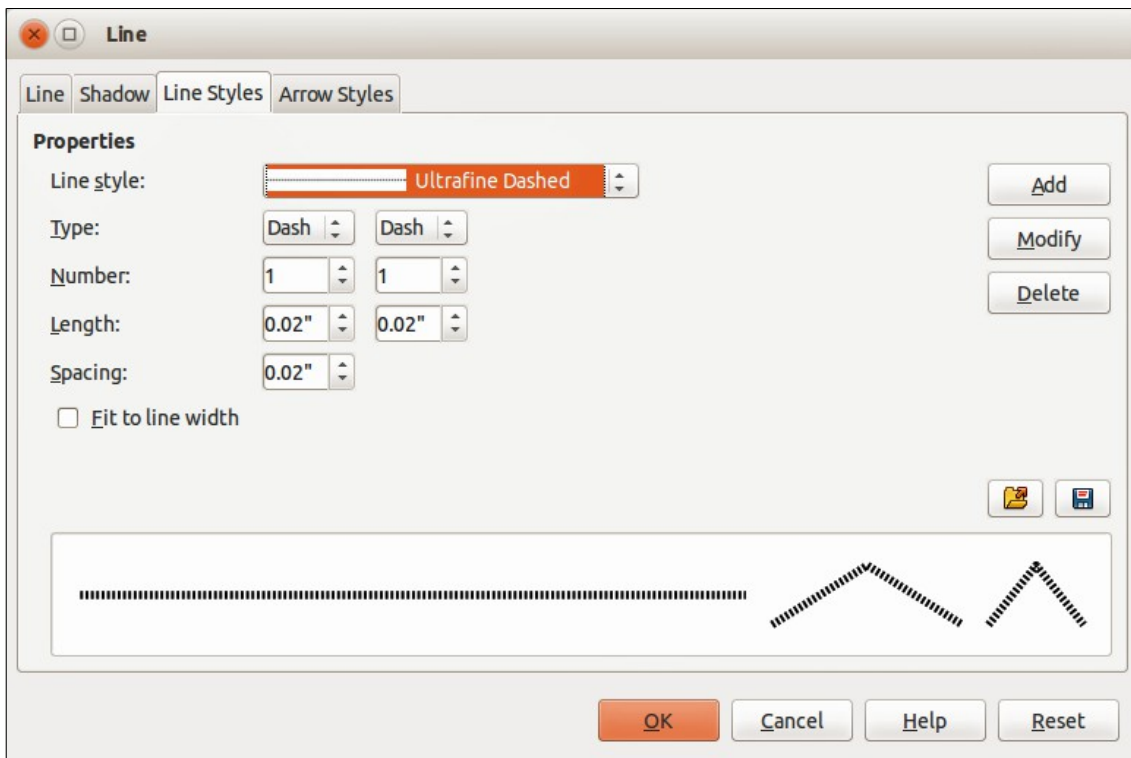 Line
Line Shadow Line Styles Arrow Styles
Properties
Line style: Ultrafine Dashed
Add
Type: Dash Dash
Modify
Number: 1 1
Delete
Length: 0.02" 0.02"
Spacing: 0.02"
Fit to line width
OK Cancel Help Reset